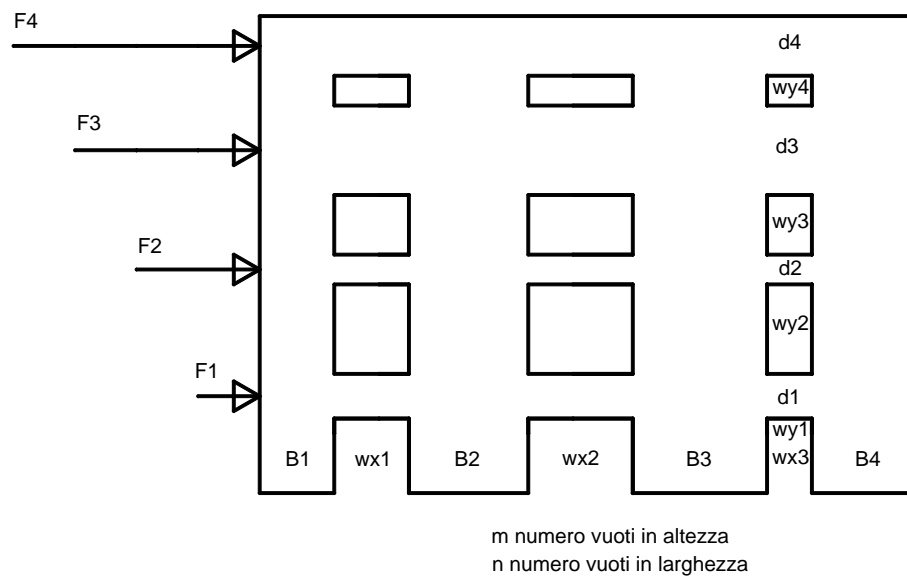 F4
d4
wy4
F3
d3
wy3
F2
d2
wy2
F1
d1
wy1
B1 wx1 B2 wx2 B3 wx3 B4
m numero vuoti in altezza
n numero vuoti in larghezza